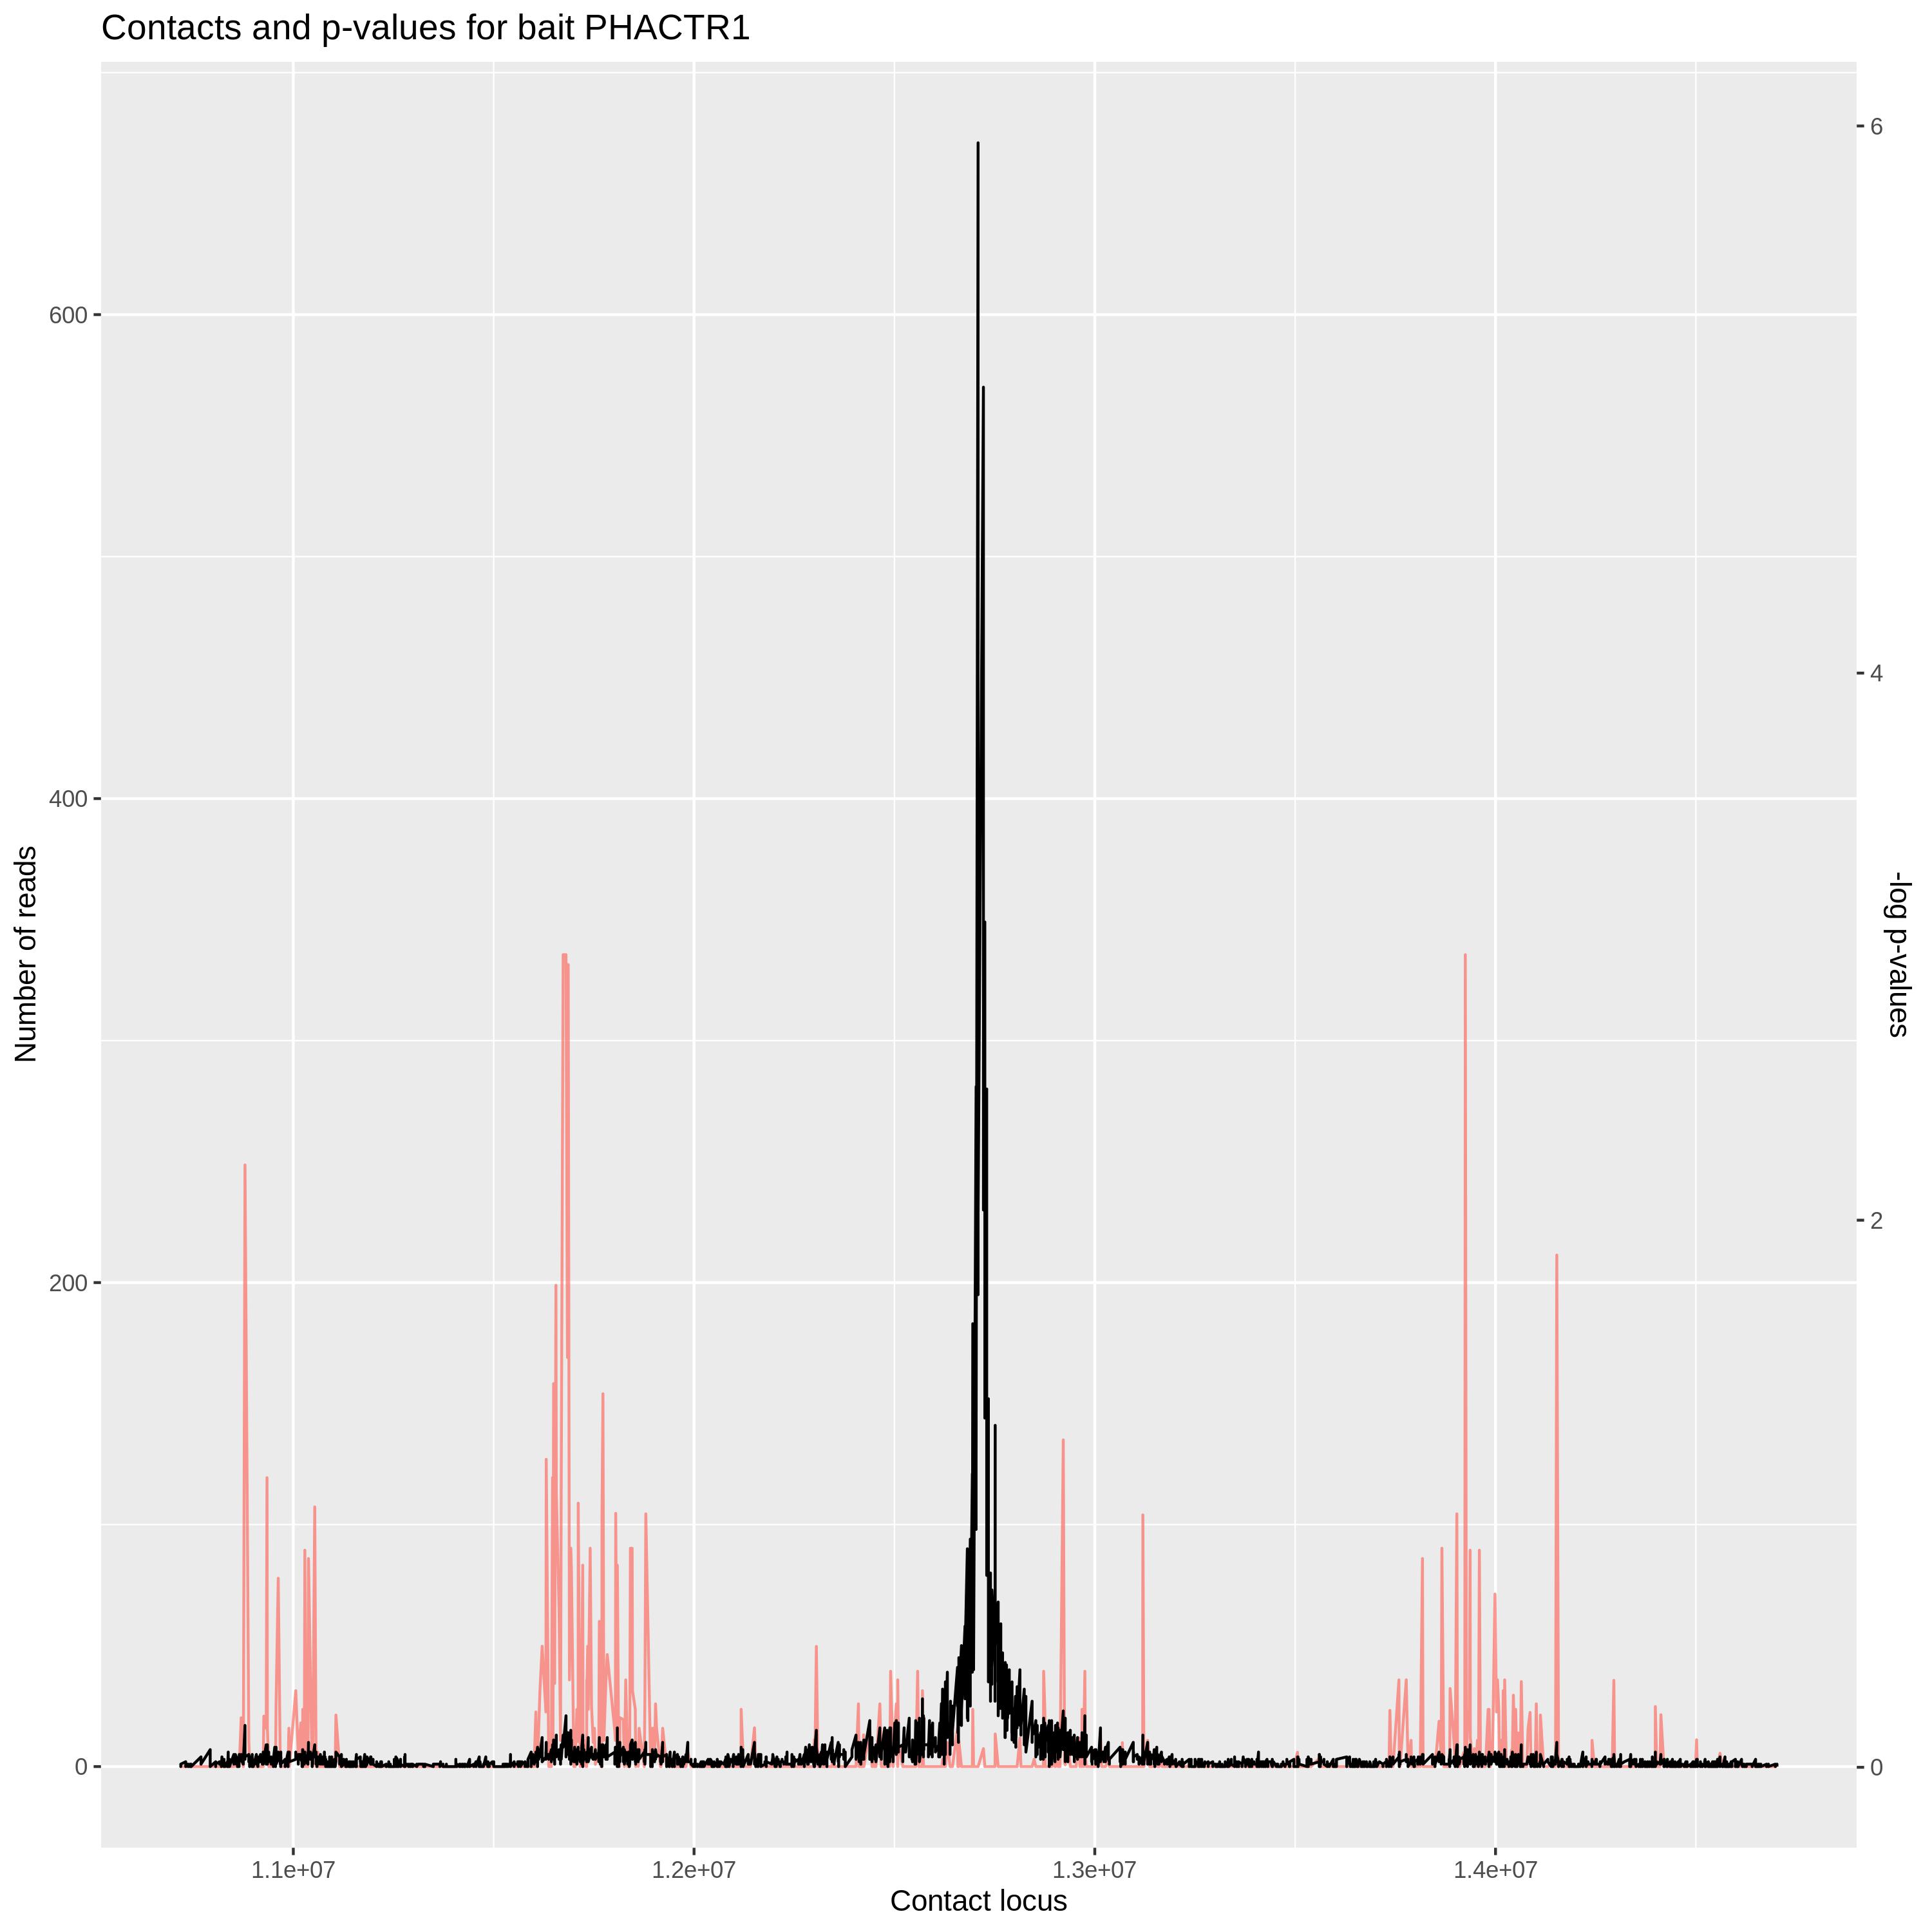 Contacts and p-values for bait PHACTR1
6
600
4
400
Number of reads
-log p-values
2
200
0
0
1.1e+07
1.2e+07
1.3e+07
1.4e+07
Contact locus